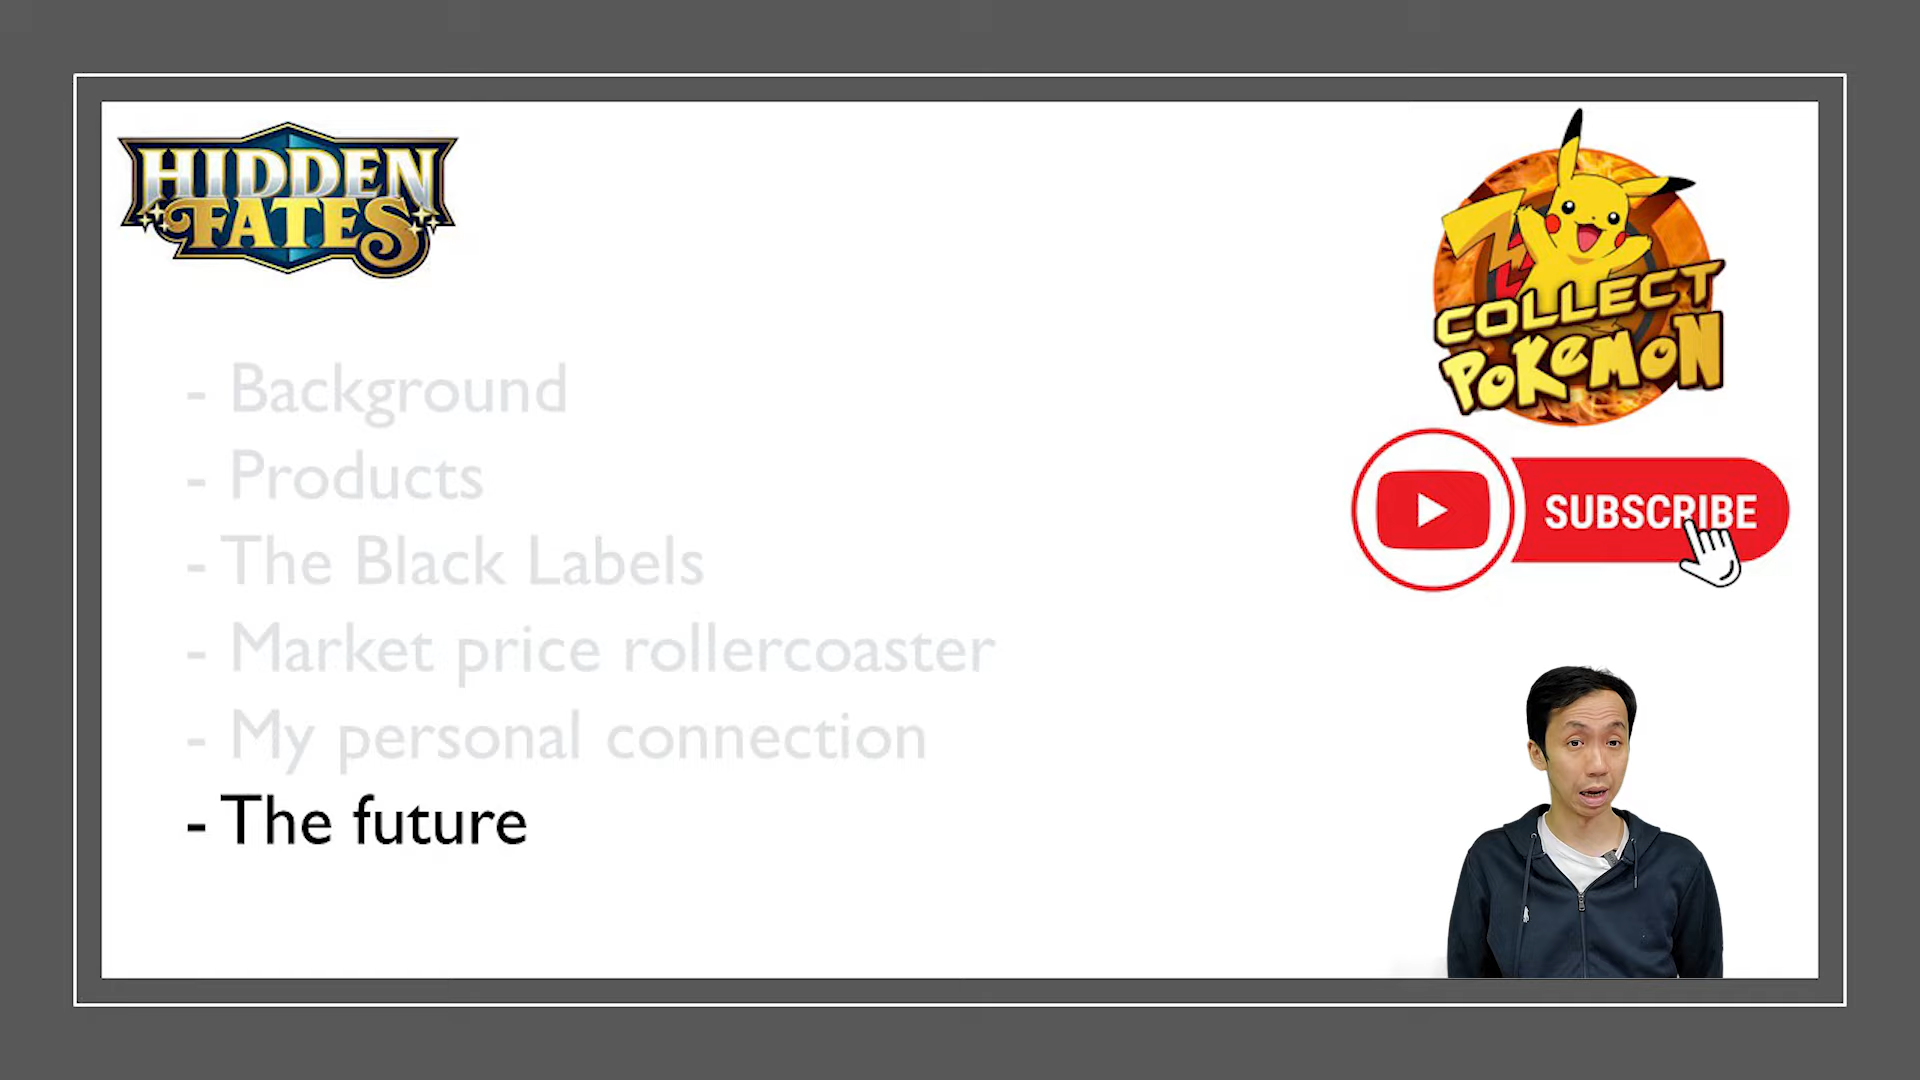 HIDDEN
FATES
COLLECT
POKEMON
SUBSCRIBE
- Background
- Products
- The Black Labels
- Market price rollercoaster
- My personal connection
- The future